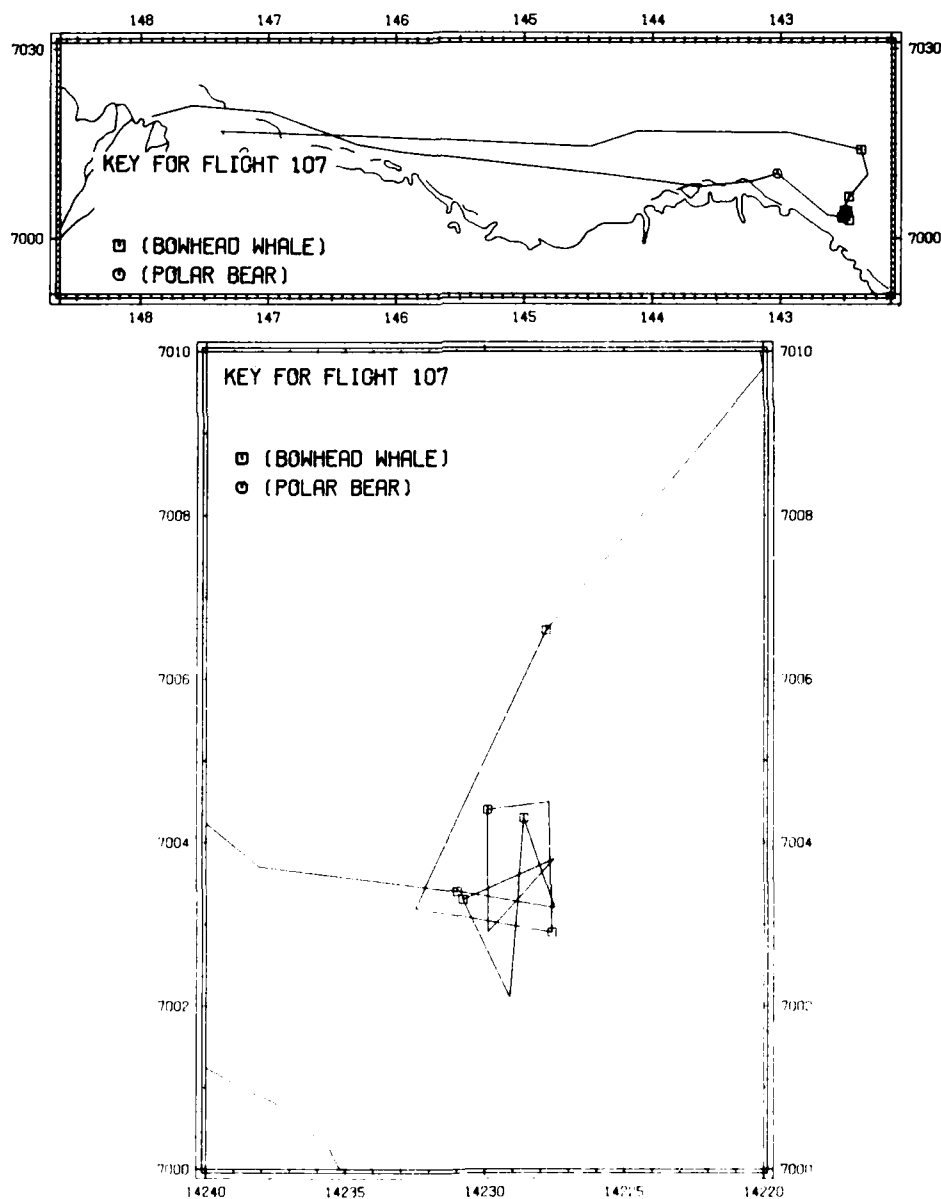 148 147 146 145 144 143
7030 7030
KEY FOR FLIGHT 107
7000 7000
(BOWHEAD WHALE)
(POLAR BEAR)
148 147 146 145 144 143
7010 7010
KEY FOR FLIGHT 107
(BOWHEAD WHALE)
(POLAR BEAR)
7008 7008
7006 7006
7004 7004
7002 7002
7000 7000
14240 14235 14230 14225 14220